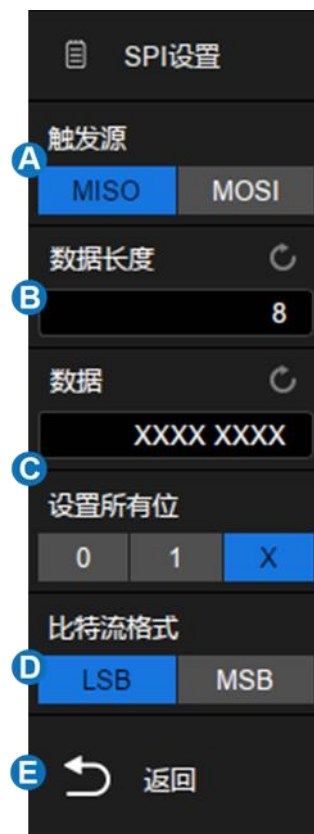 SPI设置
触发源
A
MISO MOSI
数据长度
B
8
数据
XXXX XXXX
C
设置所有位
0 1 X
比特流格式
D
LSB MSB
E
返回